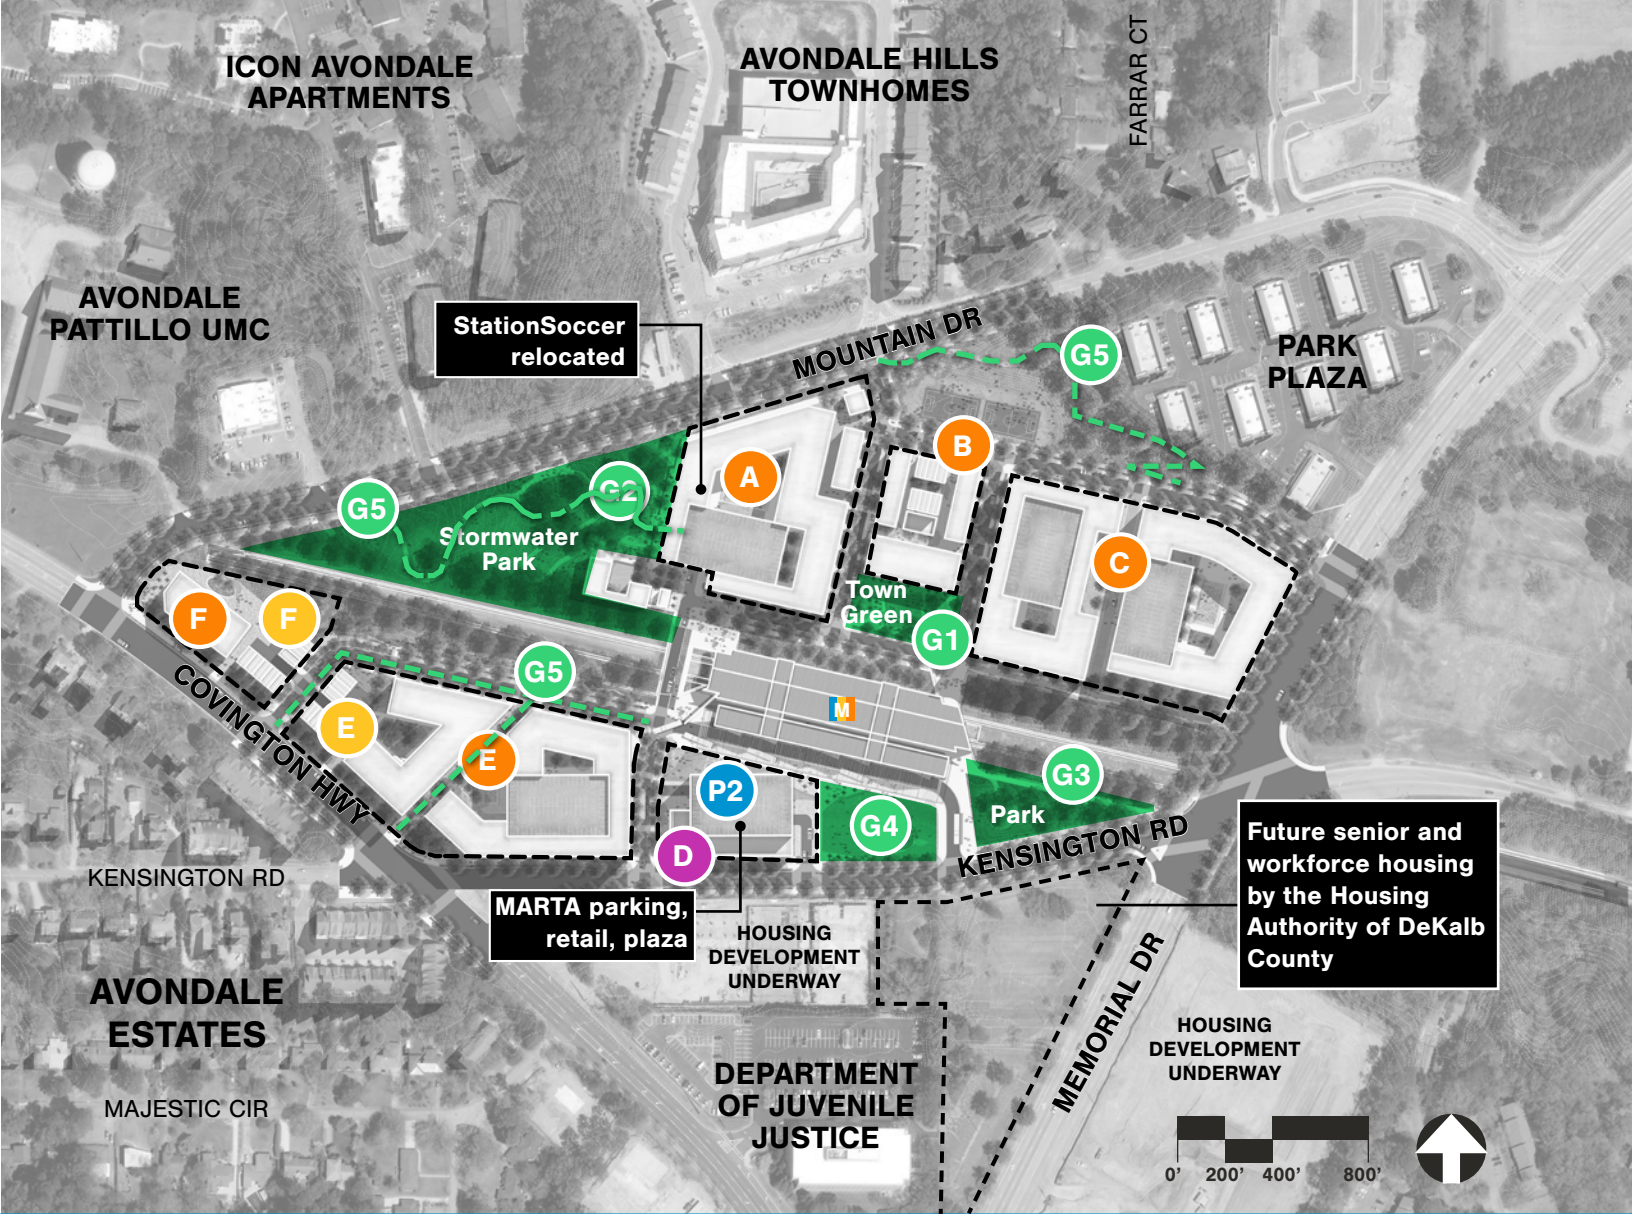 ICON AVONDALE
APARTMENTS
AVONDALE HILLS
TOWNHOMES
FARRAR CT
AVONDALE
PATTILLO UMC
StationSoccer
relocated
MOUNTAIN DR
G5
PARK
PLAZA
B
A
G2
G5
Stormwater
Park
C
Town
Green
G1
F
F
G5
COVINGTON HWY
E
E
M
P2
G3
Park
G4
D
KENSINGTON RD
Future senior and
workforce housing
by the Housing
Authority of DeKalb
County
KENSINGTON RD
MARTA parking,
retail, plaza
HOUSING
DEVELOPMENT
UNDERWAY
AVONDALE
ESTATES
MEMORIAL DR
HOUSING
DEVELOPMENT
UNDERWAY
DEPARTMENT
OF JUVENILE
JUSTICE
MAJESTIC CIR
0' 200' 400' 800'